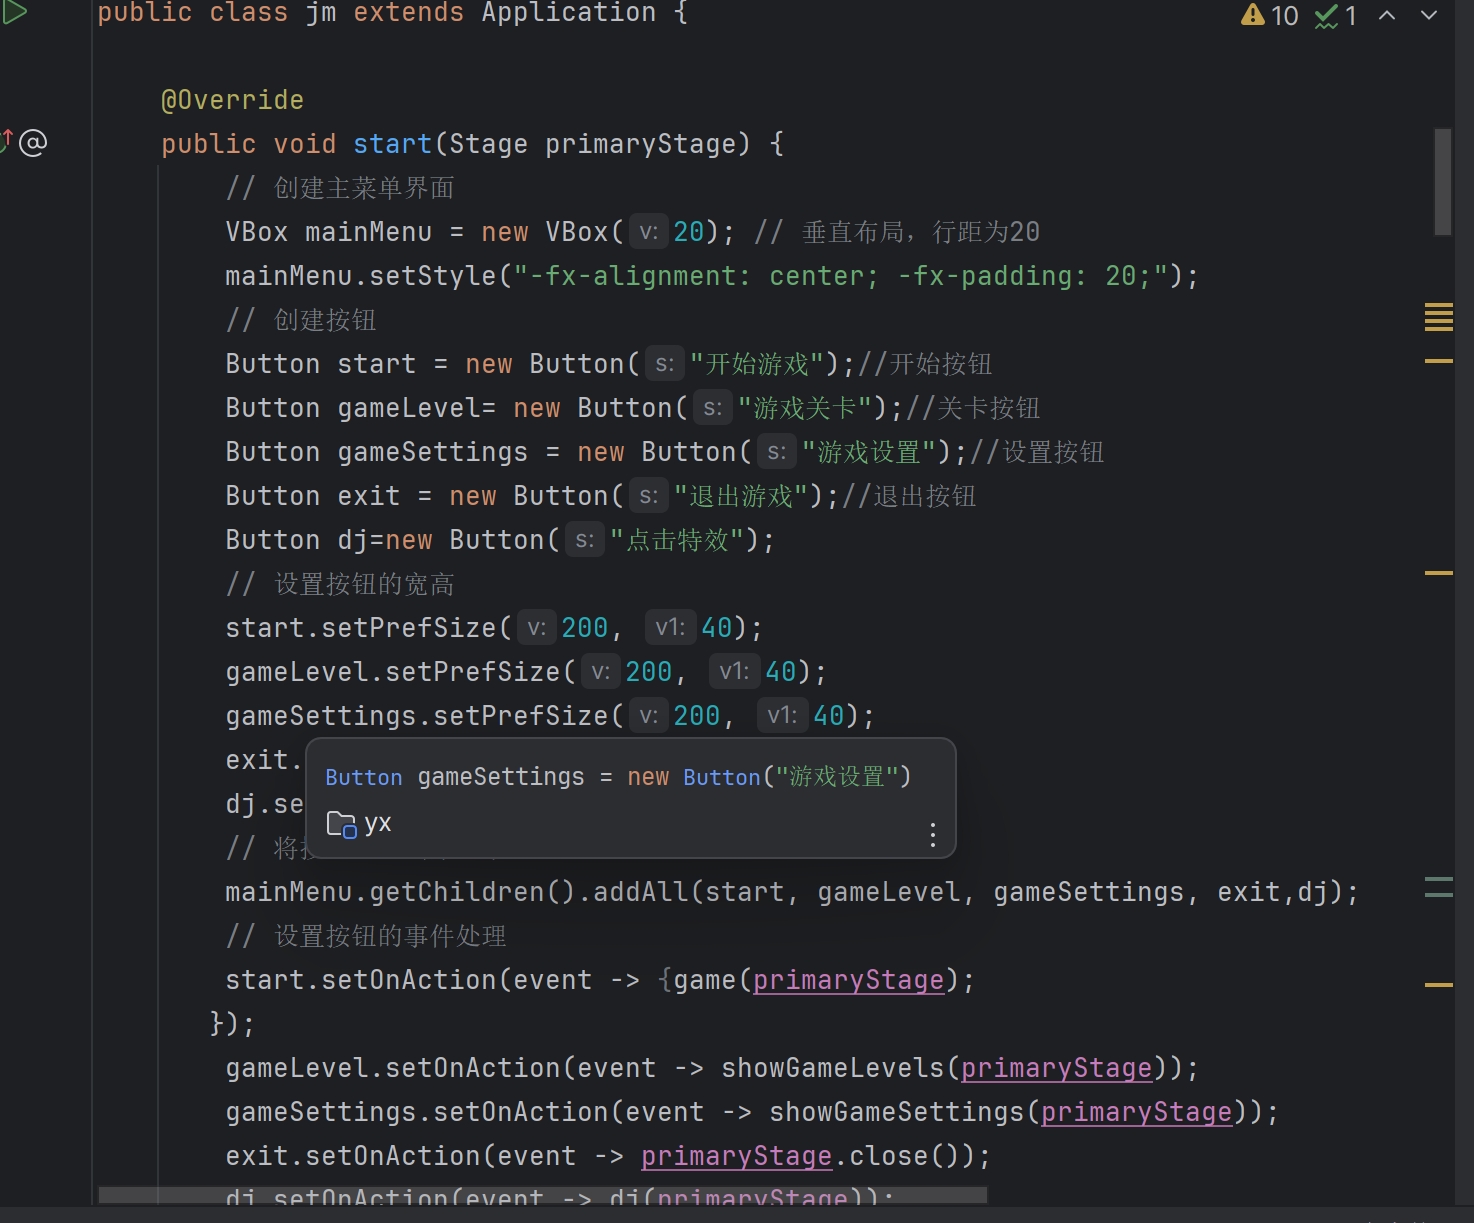 public class jm extends Application {
10 1
@Override
public void start(Stage primaryStage) {
// 创建主菜单界面
VBox mainMenu = new VBox( v: 20); // 垂直布局，行距为20
mainMenu.setStyle("-fx-alignment: center; -fx-padding: 20;");
// 创建按钮
Button start = new Button( s: "开始游戏");//开始按钮
Button gameLevel= new Button( s: "游戏关卡");//关卡按钮
Button gameSettings = new Button( s: "游戏设置");//设置按钮
Button exit = new Button( s: "退出游戏");//退出按钮
Button dj=new Button( s: "点击特效");
// 设置按钮的宽高
start.setPrefSize( v: 200, v1: 40);
gameLevel.setPrefSize( v: 200, v1: 40);
gameSettings.setPrefSize( v: 200, v1: 40);
exit.
Button gameSettings = new Button("游戏设置")
dj.se
yx
// 将
mainMenu.getChildren().addAll(start, gameLevel, gameSettings, exit,dj);
// 设置按钮的事件处理
start.setOnAction(event -> {game(primaryStage);
});
gameLevel.setOnAction(event -> showGameLevels(primaryStage));
gameSettings.setOnAction(event -> showGameSettings(primaryStage));
exit.setOnAction(event -> primaryStage.close());
dj.setOnAction(event -> dj(primaryStage));